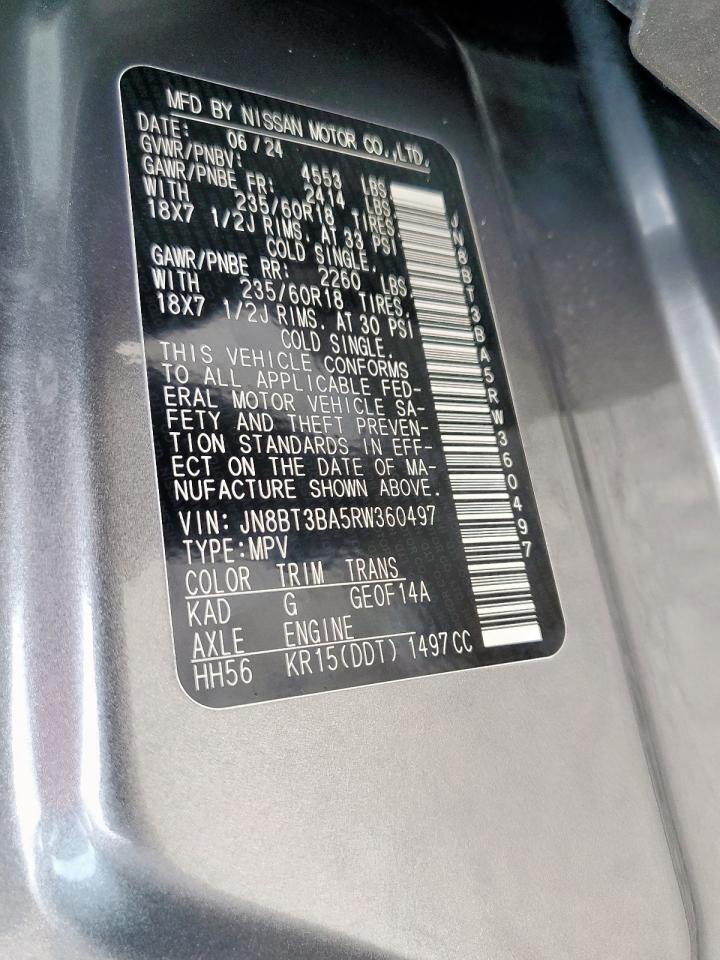 MFD BY NISSAN MOTOR CO.,LTD.
DATE: 06/24
GVWR/PNBV: 4553 LBS.
GAWR/PNBE FR: 2414 LBS.
WITH 235/60R18 TIRES,
18X7 1/2J RIMS. AT 33 PSI
COLD SINGLE.
GAWR/PNBE RR: 2260 LBS.
WITH 235/60R18 TIRES,
18X7 1/2J RIMS. AT 30 PSI
COLD SINGLE.
THIS VEHICLE CONFORMS
TO ALL APPLICABLE FED-
ERAL MOTOR VEHICLE SA-
FETY AND THEFT PREVEN-
TION STANDARDS IN EFF-
ECT ON THE DATE OF MA-
NUFACTURE SHOWN ABOVE.
VIN: JN8BT3BA5RW360497
TYPE:MPV
COLOR TRIM TRANS
KAD G GEOF14A
AXLE ENGINE
HH56 KR15(DDT) 1497CC
JN8BT3BA5RW360497